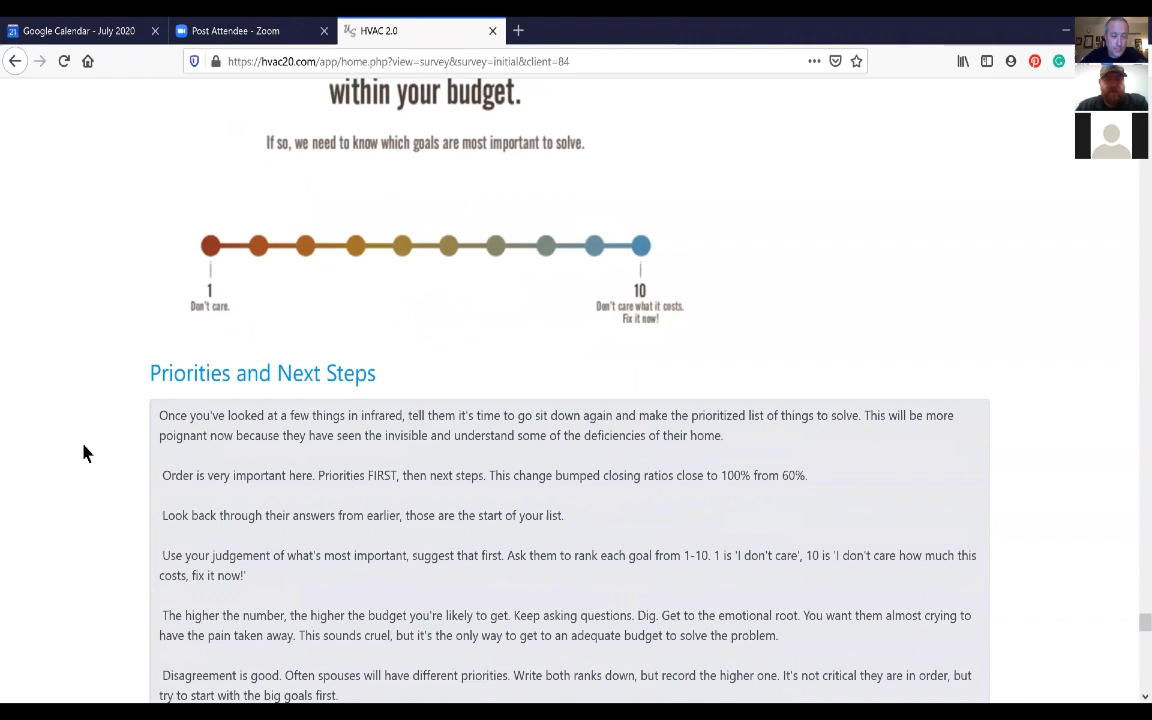 Google Calendar - July 2020
Post Attendee - Zoom
HVAC 2.0
https://hvac20.com/app/home.php?view=survey&survey=initial&client=84
within your budget.
If so, we need to know which goals are most important to solve.
1
Don't care.
10
Don't care what it costs.
Fix it now!
Priorities and Next Steps
Once you've looked at a few things in infrared, tell them it's time to go sit down again and make the prioritized list of things to solve. This will be more
poignant now because they have seen the invisible and understand some of the deficiencies of their home.
Order is very important here. Priorities FIRST, then next steps. This change bumped closing ratios close to 100% from 60%.
Look back through their answers from earlier, those are the start of your list.
Use your judgement of what's most important, suggest that first. Ask them to rank each goal from 1-10. 1 is 'I don't care', 10 is 'I don't care how much this
costs, fix it now!'
The higher the number, the higher the budget you're likely to get. Keep asking questions. Dig. Get to the emotional root. You want them almost crying to
have the pain taken away. This sounds cruel, but it's the only way to get to an adequate budget to solve the problem.
Disagreement is good. Often spouses will have different priorities. Write both ranks down, but record the higher one. It's not critical they are in order, but
try to start with the big goals first.